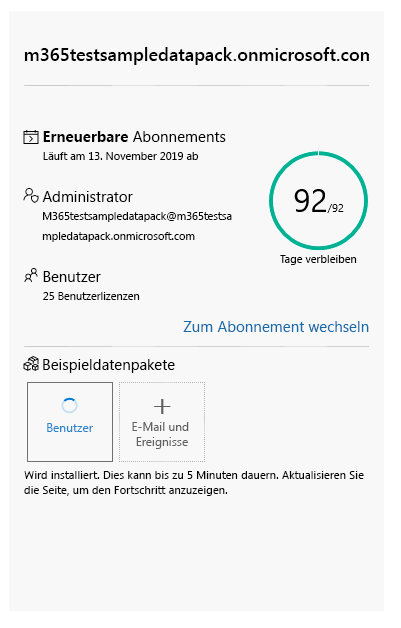 m365testsampledatapack.onmicrosoft.con
Erneuerbare Abonnements
Läuft am 13. November 2019 ab
92/92
Tage verbleiben
Administrator
M365testsampledatapack@m365testsa
mpledatapack.onmicrosoft.com
Benutzer
25 Benutzerlizenzen
Zum Abonnement wechseln
Beispieldatenpakete
Benutzer
E-Mail und
Ereignisse
Wird installiert. Dies kann bis zu 5 Minuten dauern. Aktualisieren Sie
die Seite, um den Fortschritt anzuzeigen.